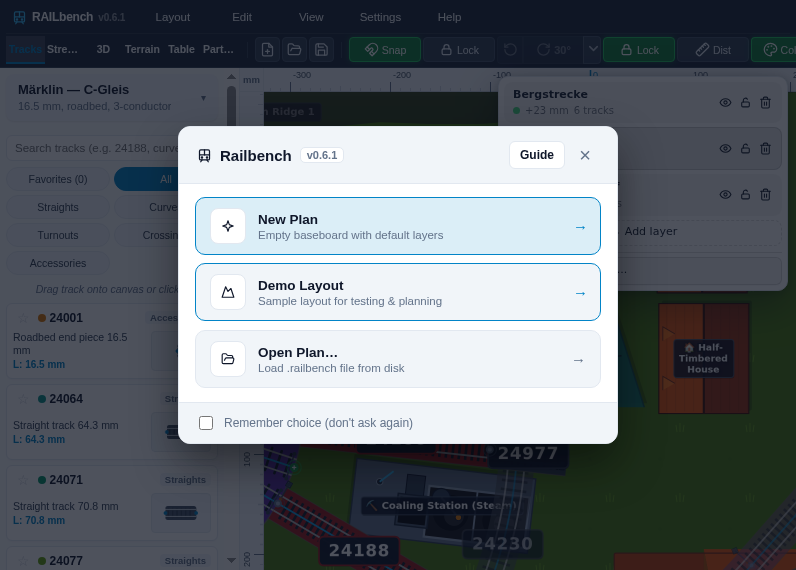 RAILbench v0.6.1
Layout Edit View Settings Help
Tracks Stre… 3D Terrain Table Part…
Snap Lock 30° Lock Dist
Märklin — C-Gleis
16.5 mm, roadbed, 3-conductor
mm -300 -200 -100 0 100
Ridge 1
Bergstrecke
+23 mm 6 tracks
Search tracks (e.g. 24188, curve
Favorites (0) All
Straights Curve
Turnouts Crossin
Accessories
Drag track onto canvas or click
Add layer
24001 Acces
Roadbed end piece 16.5
mm
L: 16.5 mm
24064 Str
Straight track 64.3 mm
L: 64.3 mm
24071 Straights
Straight track 70.8 mm
L: 70.8 mm
24077 Straights
Railbench v0.6.1 Guide
New Plan
Empty baseboard with default layers
Demo Layout
Sample layout for testing & planning
Open Plan…
Load .railbench file from disk
Remember choice (don't ask again)
Half-
Timbered
House
100
24977
Coaling Station (Steam)
24188
24230
200